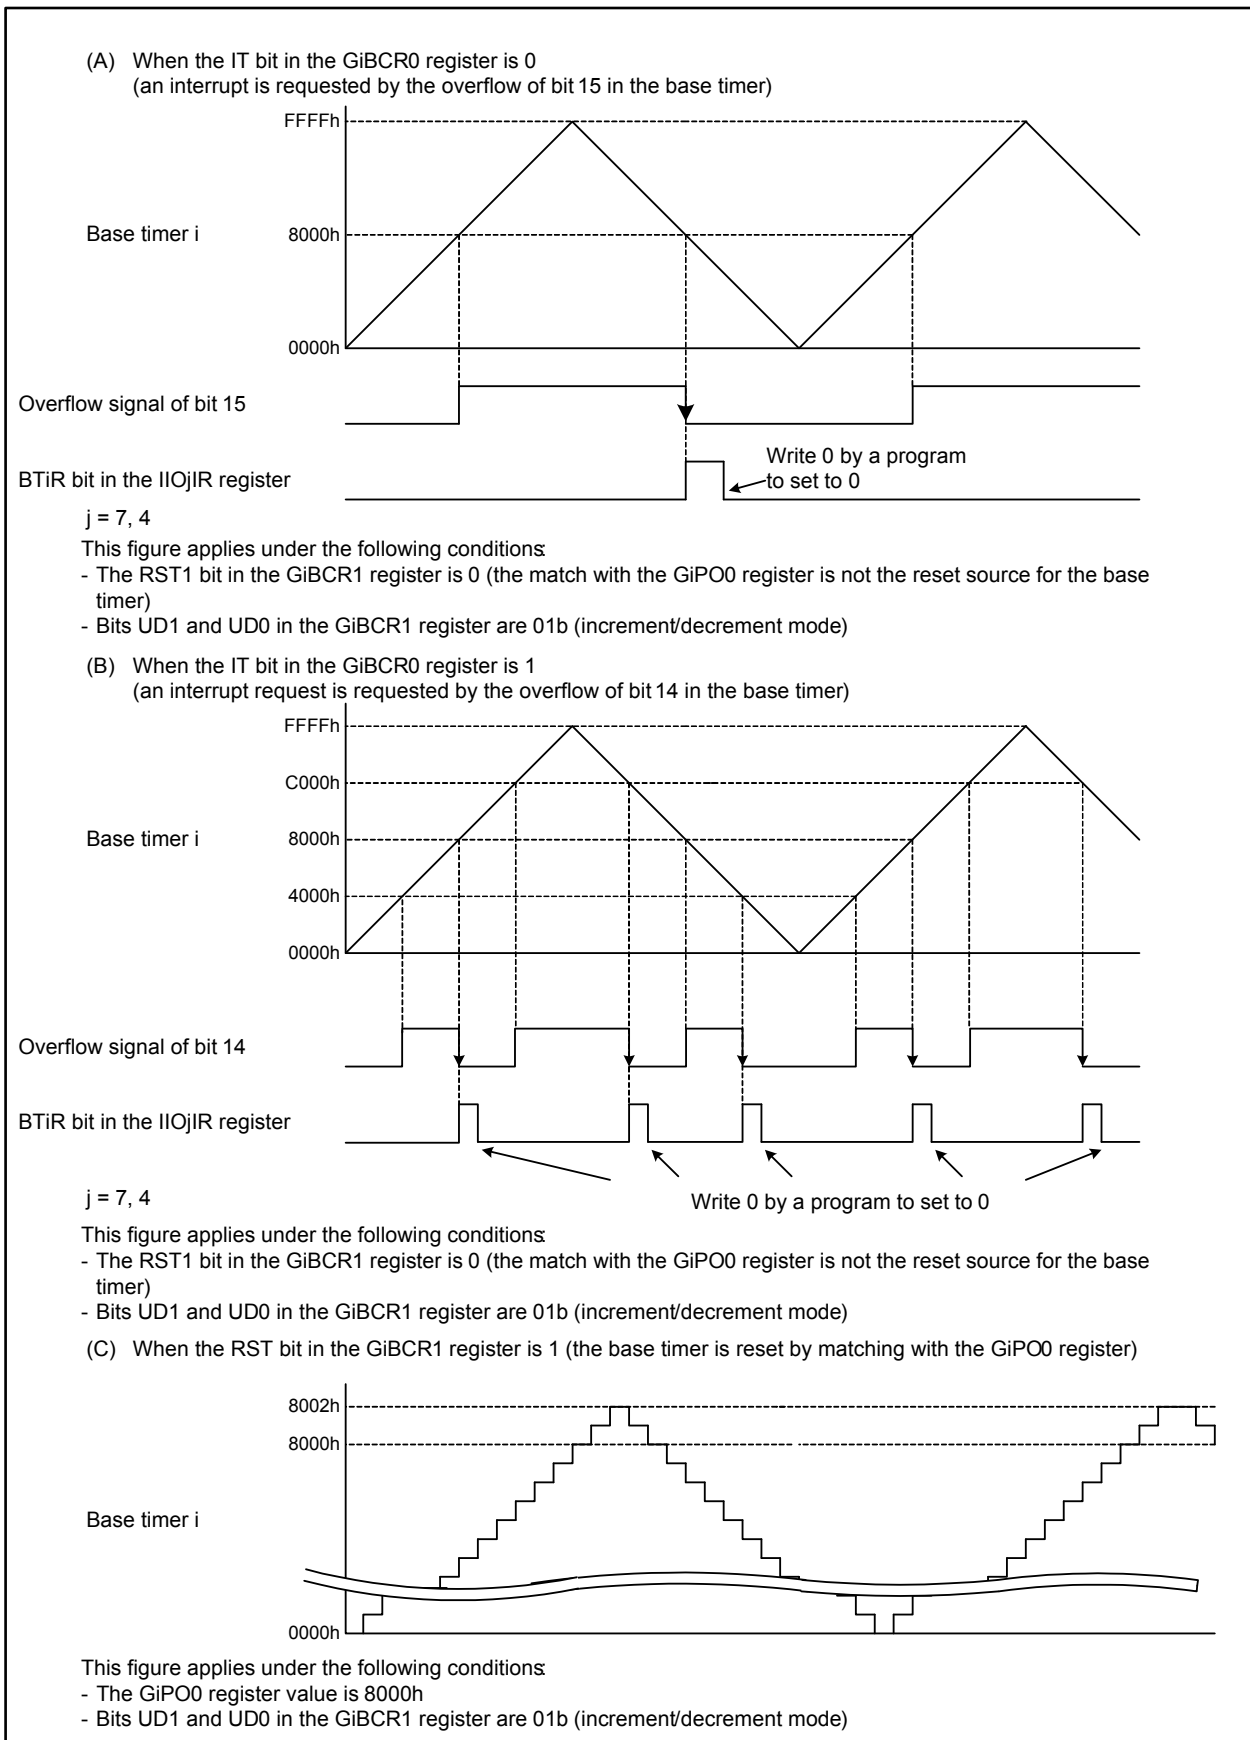 (A) When the IT bit in the GiBCR0 register is 0
(an interrupt is requested by the overflow of bit 15 in the base timer)
FFFFh
Base timer i
8000h
0000h
Overflow signal of bit 15
Write 0 by a program
to set to 0
BTiR bit in the IIOjIR register
j = 7, 4
This figure applies under the following conditions:
- The RST1 bit in the GiBCR1 register is 0 (the match with the GiPO0 register is not the reset source for the base
timer)
- Bits UD1 and UD0 in the GiBCR1 register are 01b (increment/decrement mode)
(B) When the IT bit in the GiBCR0 register is 1
(an interrupt request is requested by the overflow of bit 14 in the base timer)
FFFFh
C000h
Base timer i
8000h
4000h
0000h
Overflow signal of bit 14
BTiR bit in the IIOjIR register
j = 7, 4
Write 0 by a program to set to 0
This figure applies under the following conditions:
- The RST1 bit in the GiBCR1 register is 0 (the match with the GiPO0 register is not the reset source for the base
timer)
- Bits UD1 and UD0 in the GiBCR1 register are 01b (increment/decrement mode)
(C) When the RST bit in the GiBCR1 register is 1 (the base timer is reset by matching with the GiPO0 register)
8002h
8000h
Base timer i
0000h
This figure applies under the following conditions:
- The GiPO0 register value is 8000h
- Bits UD1 and UD0 in the GiBCR1 register are 01b (increment/decrement mode)